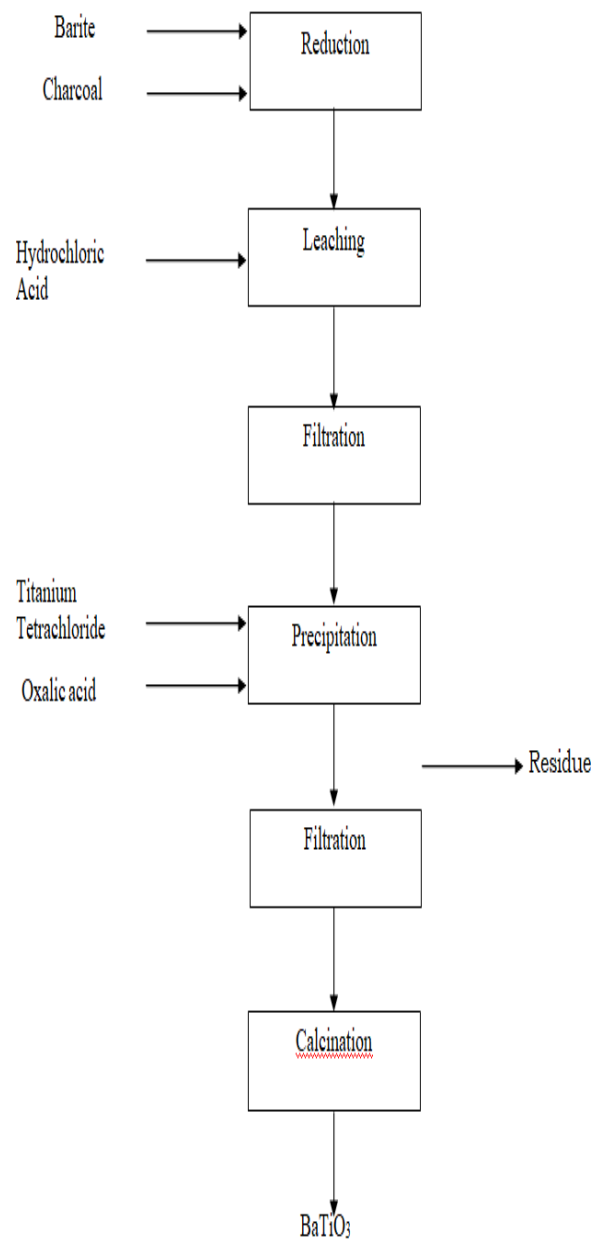 Barite
Reduction
Charcoal
Leaching
Hydrochloric
Acid
Filtration
Titanium
Tetrachloride
Precipitation
Oxalic acid
Residue
Filtration
Calcination
BaTiO₃